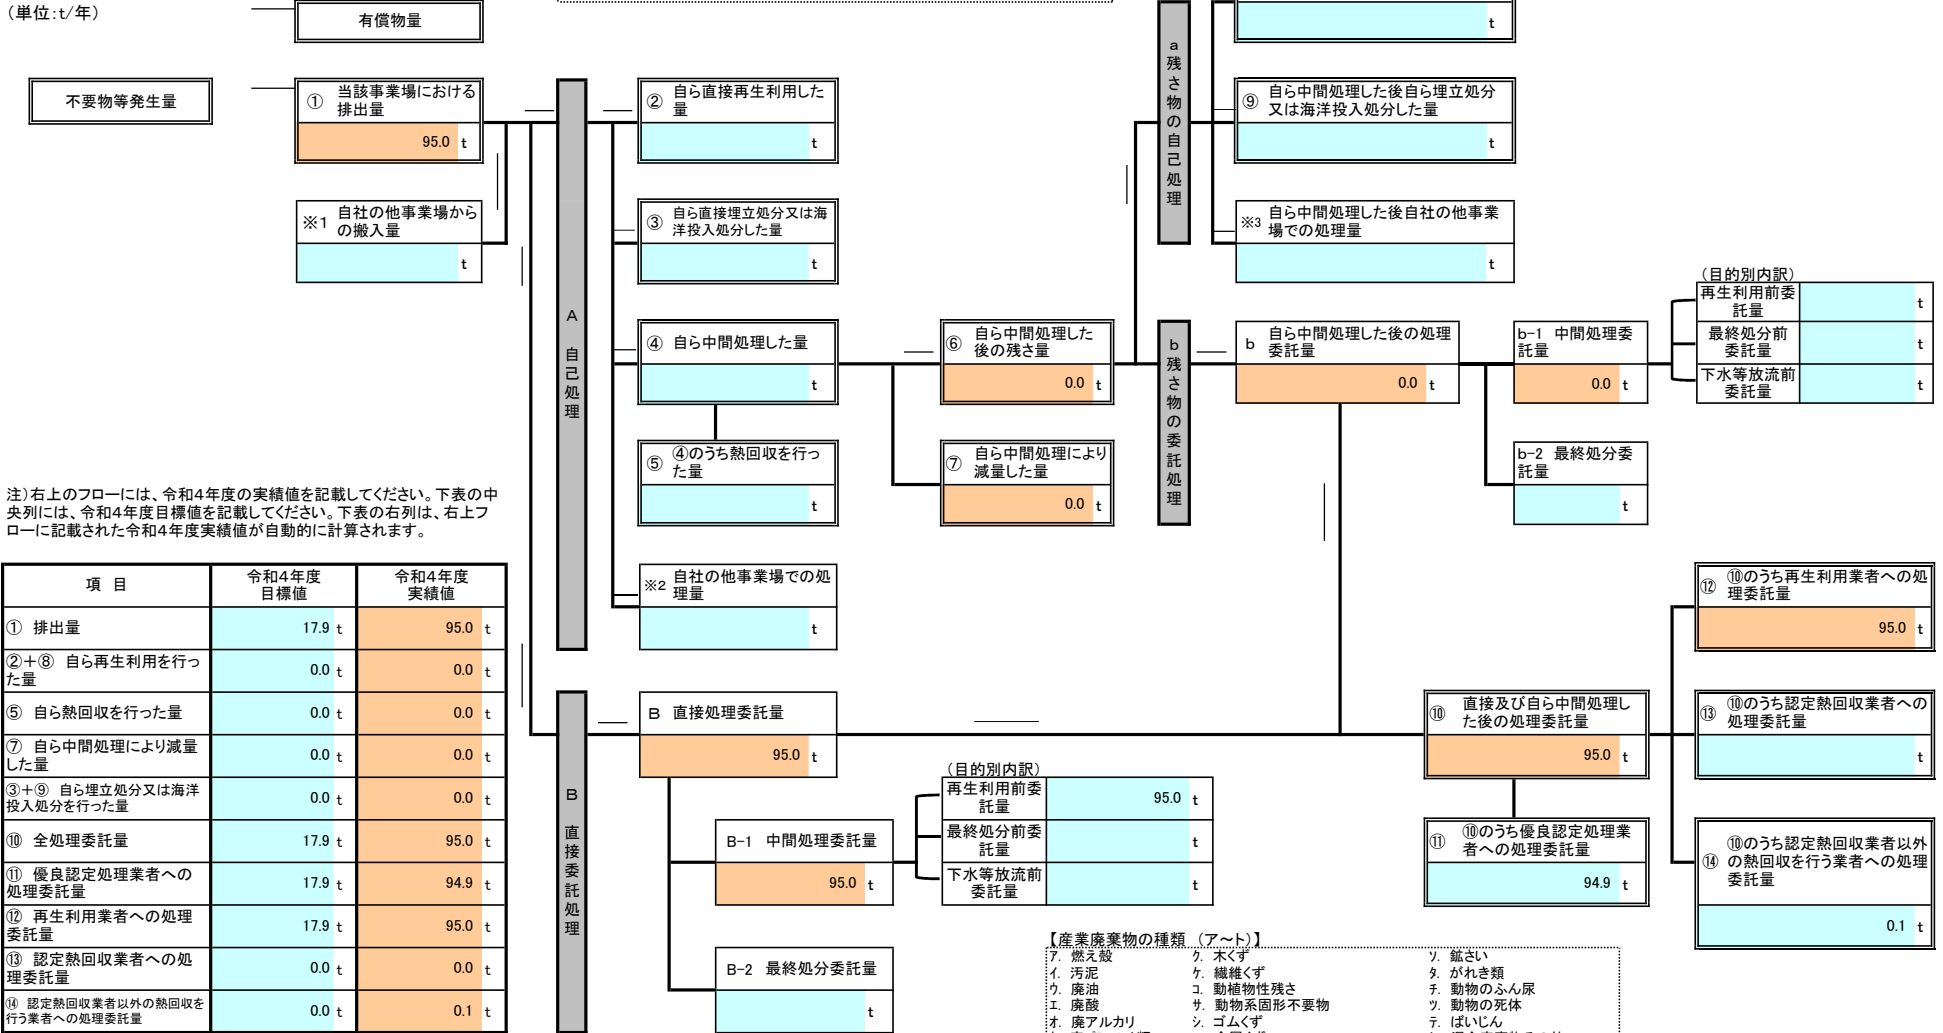 (単位:t/年)
有償物量
t
不要物等発生量
① 当該事業場における
排出量
95.0 t
※1 自社の他事業場から
の搬入量
t
A 自己処理
② 自ら直接再生利用した
量
t
③ 自ら直接埋立処分又は海
洋投入処分した量
t
④ 自ら中間処理した量
t
⑤ ④のうち熱回収を行っ
た量
t
※2 自社の他事業場での処
理量
t
⑥ 自ら中間処理した
後の残さ量
0.0 t
⑦ 自ら中間処理により
減量した量
0.0 t
a 残さ物の自己処理
⑨ 自ら中間処理した後自ら埋立処分
又は海洋投入処分した量
t
※3 自ら中間処理した後自社の他事業
場での処理量
t
b 残さ物の委託処理
b 自ら中間処理した後の処理
委託量
0.0 t
b-1 中間処理委
託量
0.0 t
b-2 最終処分委
託量
t
(目的別内訳)
再生利用前委
託量
t
最終処分前
委託量
t
下水等放流前
委託量
t
注)右上のフローには、令和4年度の実績値を記載してください。下表の中
央列には、令和4年度目標値を記載してください。下表の右列は、右上フ
ローに記載された令和4年度実績値が自動的に計算されます。
項 目 令和4年度
目標値 令和4年度
実績値
① 排出量 17.9 t 95.0 t
②+⑧ 自ら再生利用を行っ
た量 0.0 t 0.0 t
⑤ 自ら熱回収を行った量 0.0 t 0.0 t
⑦ 自ら中間処理により減量
した量 0.0 t 0.0 t
③+⑨ 自ら埋立処分又は海洋
投入処分を行った量 0.0 t 0.0 t
⑩ 全処理委託量 17.9 t 95.0 t
⑪ 優良認定処理業者への
処理委託量 17.9 t 94.9 t
⑫ 再生利用業者への処理
委託量 17.9 t 95.0 t
⑬ 認定熱回収業者への処
理委託量 0.0 t 0.0 t
⑭ 認定熱回収業者以外の熱回収を
行う業者への処理委託量 0.0 t 0.1 t
B 直接委託処理
B 直接処理委託量
95.0 t
B-1 中間処理委託量
95.0 t
B-2 最終処分委託量
t
(目的別内訳)
再生利用前委
託量
95.0 t
最終処分前委
託量
t
下水等放流前
委託量
t
⑩ 直接及び自ら中間処理し
た後の処理委託量
95.0 t
⑪ ⑩のうち優良認定処理業
者への処理委託量
94.9 t
⑫ ⑩のうち再生利用業者への処
理委託量
95.0 t
⑬ ⑩のうち認定熱回収業者への
処理委託量
t
⑭ ⑩のうち認定熱回収業者以外
の熱回収を行う業者への処理
委託量
0.1 t
【産業廃棄物の種類 (ア~ト)】
ア. 燃え殻 ク. 木くず ソ. 鉱さい
イ. 汚泥 ケ. 繊維くず タ. がれき類
ウ. 廃油 コ. 動植物性残さ チ. 動物のふん尿
エ. 廃酸 サ. 動物系固形不要物 ツ. 動物の死体
オ. 廃アルカリ シ. ゴムくず テ. ばいじん